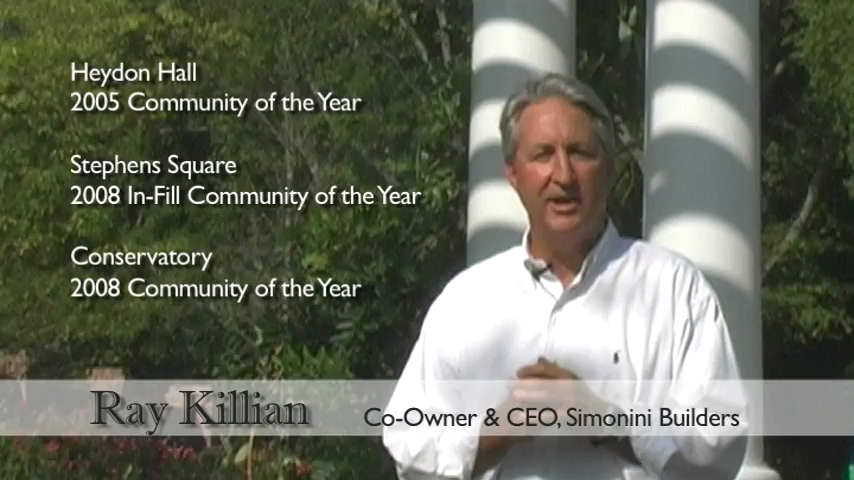 Heydon Hall
2005 Community of the Year
Stephens Square
2008 In-Fill Community of the Year
Conservatory
2008 Community of the Year
Ray Killian
Co-Owner & CEO, Simonini Builders